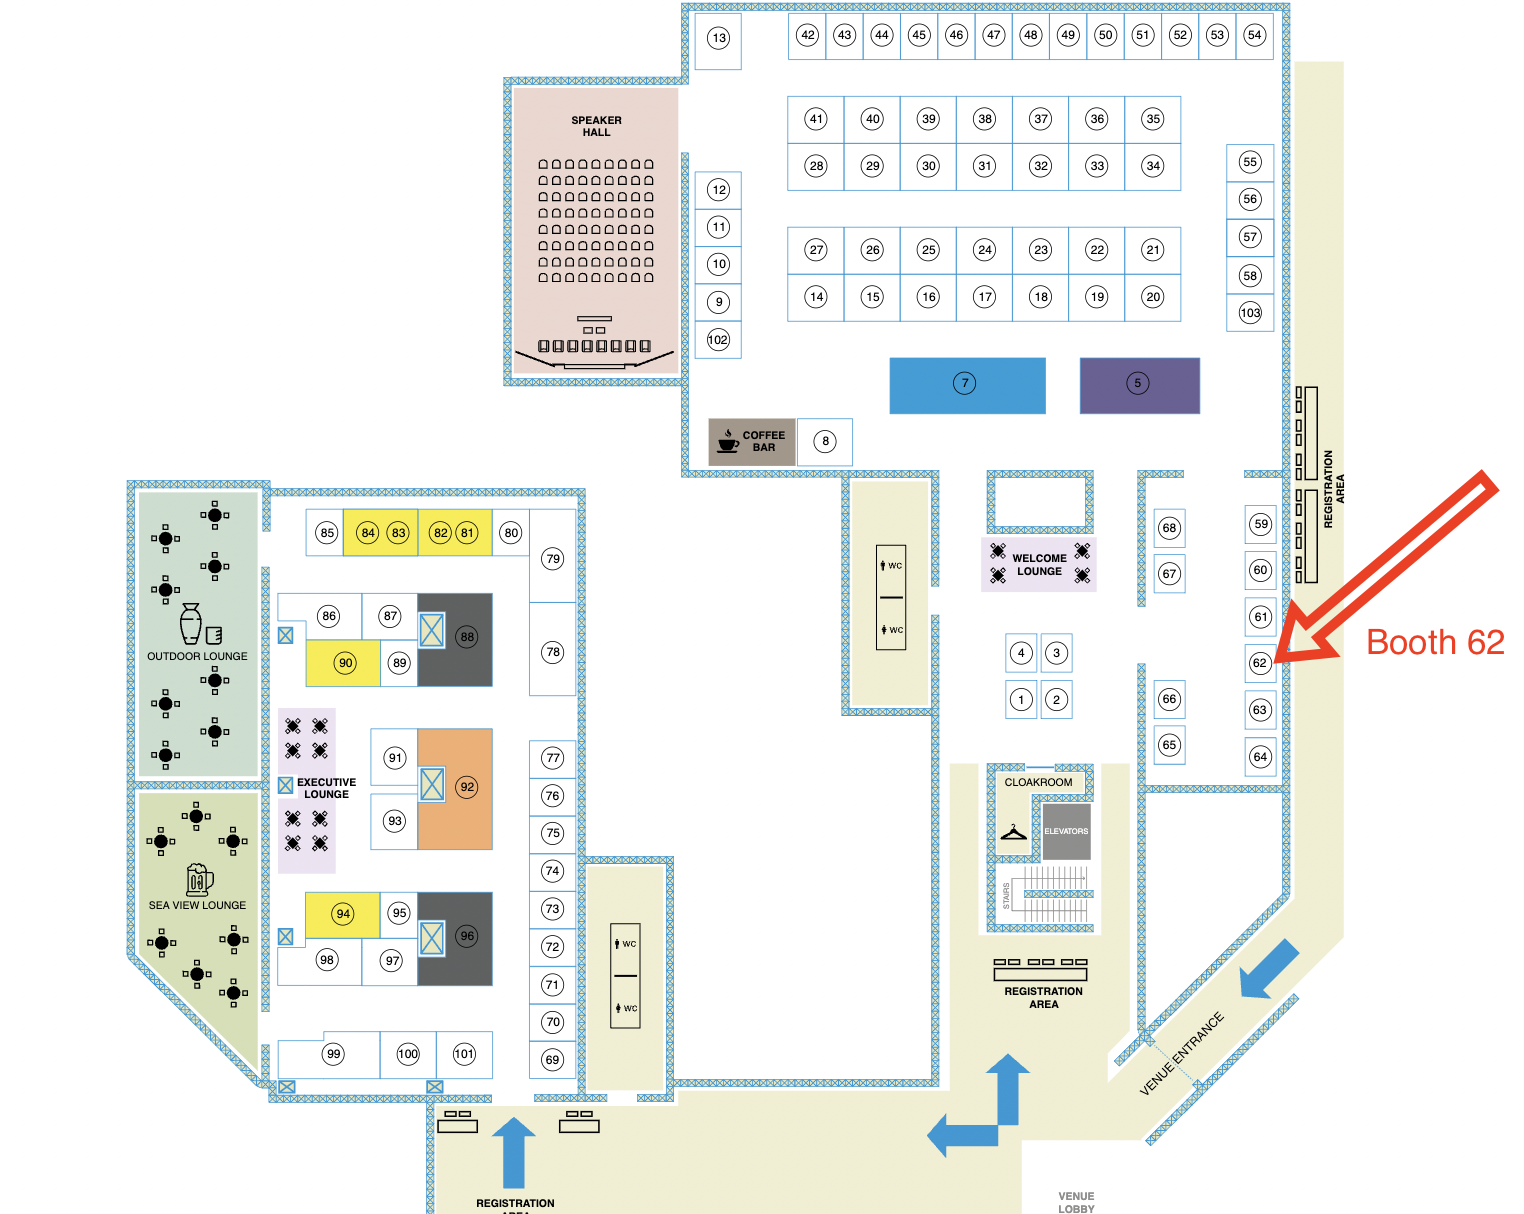 13
42 43 44 45 46 47 48 49 50 51 52 53 54
SPEAKER
HALL
41 40 39 38 37 36 35
28 29 30 31 32 33 34
55
56
57
58
103
12
11
10
9
102
27 26 25 24 23 22 21
14 15 16 17 18 19 20
7
5
COFFEE
BAR
8
REGISTRATION
AREA
Booth 62
WC
WC
WELCOME
LOUNGE
68
67
59
60
61
62
63
64
4 3
1 2
66
65
CLOAKROOM
ELEVATORS
STAIRS
REGISTRATION
AREA
VENUE ENTRANCE
OUTDOOR LOUNGE
SEA VIEW LOUNGE
85 84 83 82 81 80
79
78
86 87 88
90 89
EXECUTIVE
LOUNGE
91 92
93
77
76
75
74
73
72
71
70
69
94 95 96
98 97
99 100 101
WC
WC
REGISTRATION
AREA
VENUE
LOBBY